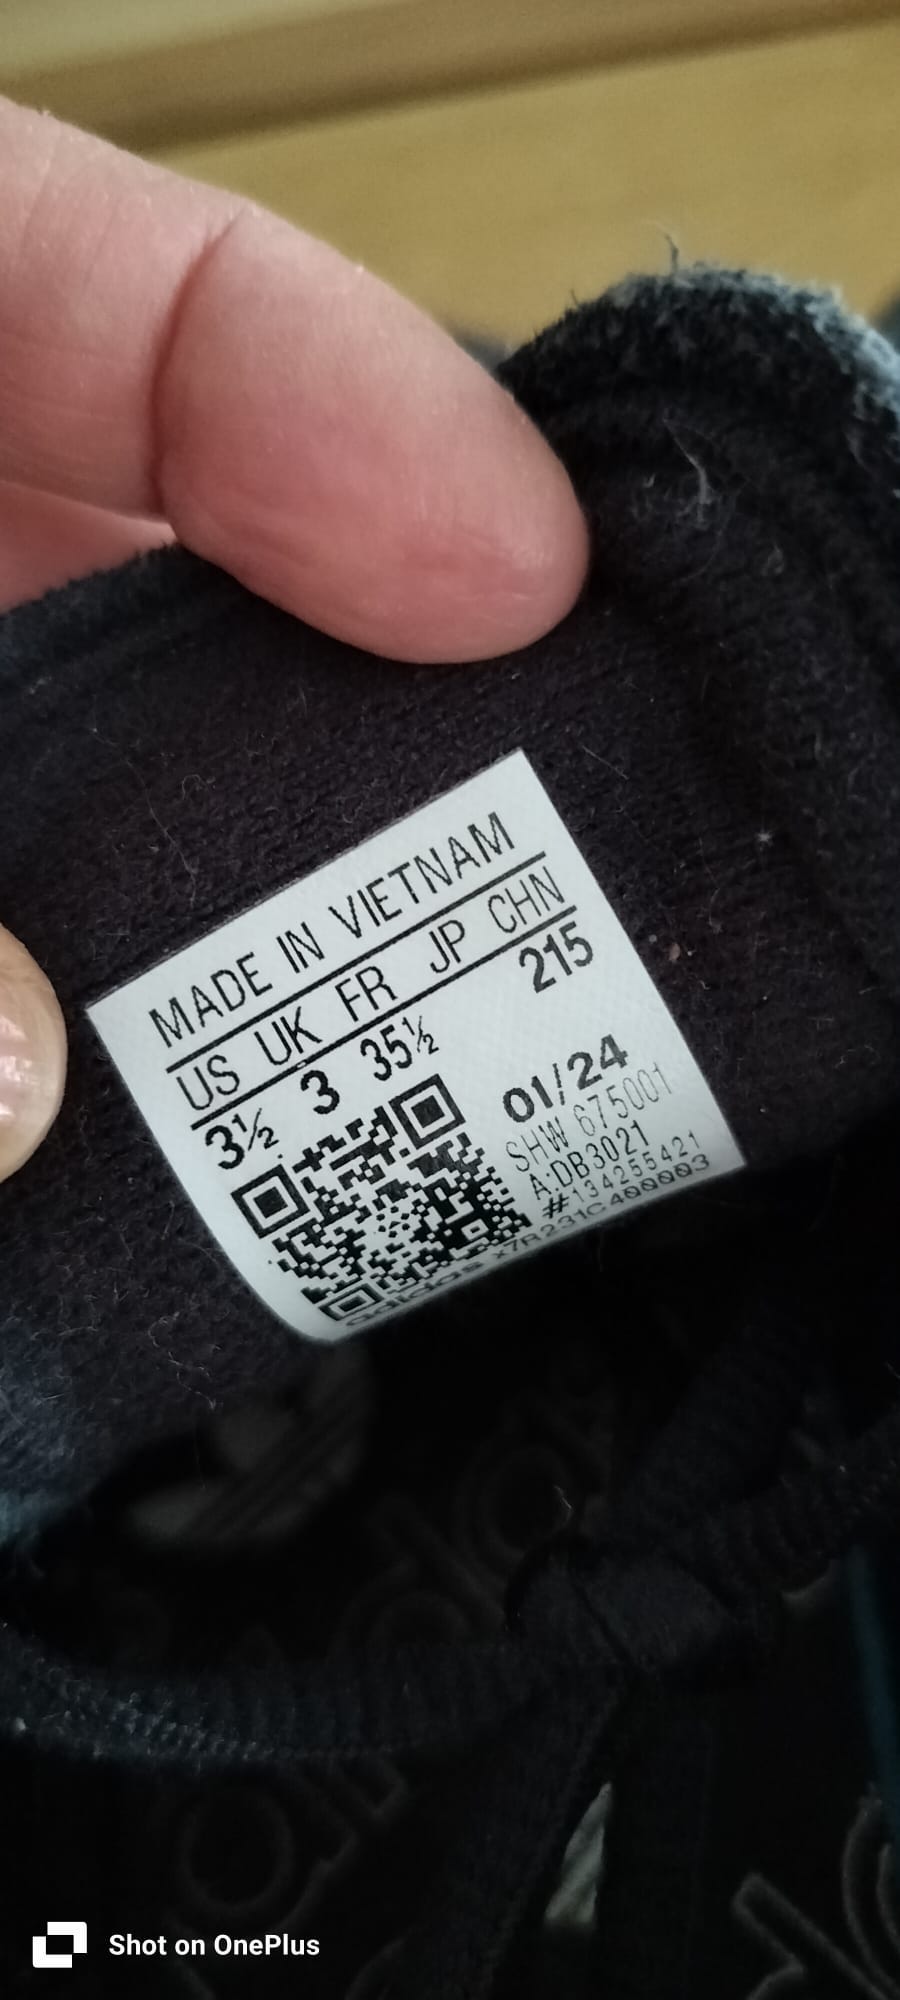 MADE IN VIETNAM
US UK FR JP CHN
3½ 3 35½ 215
01/24
SHW 675001
A:DB3021
#134255421
adidas X7R231C400003
Shot on OnePlus